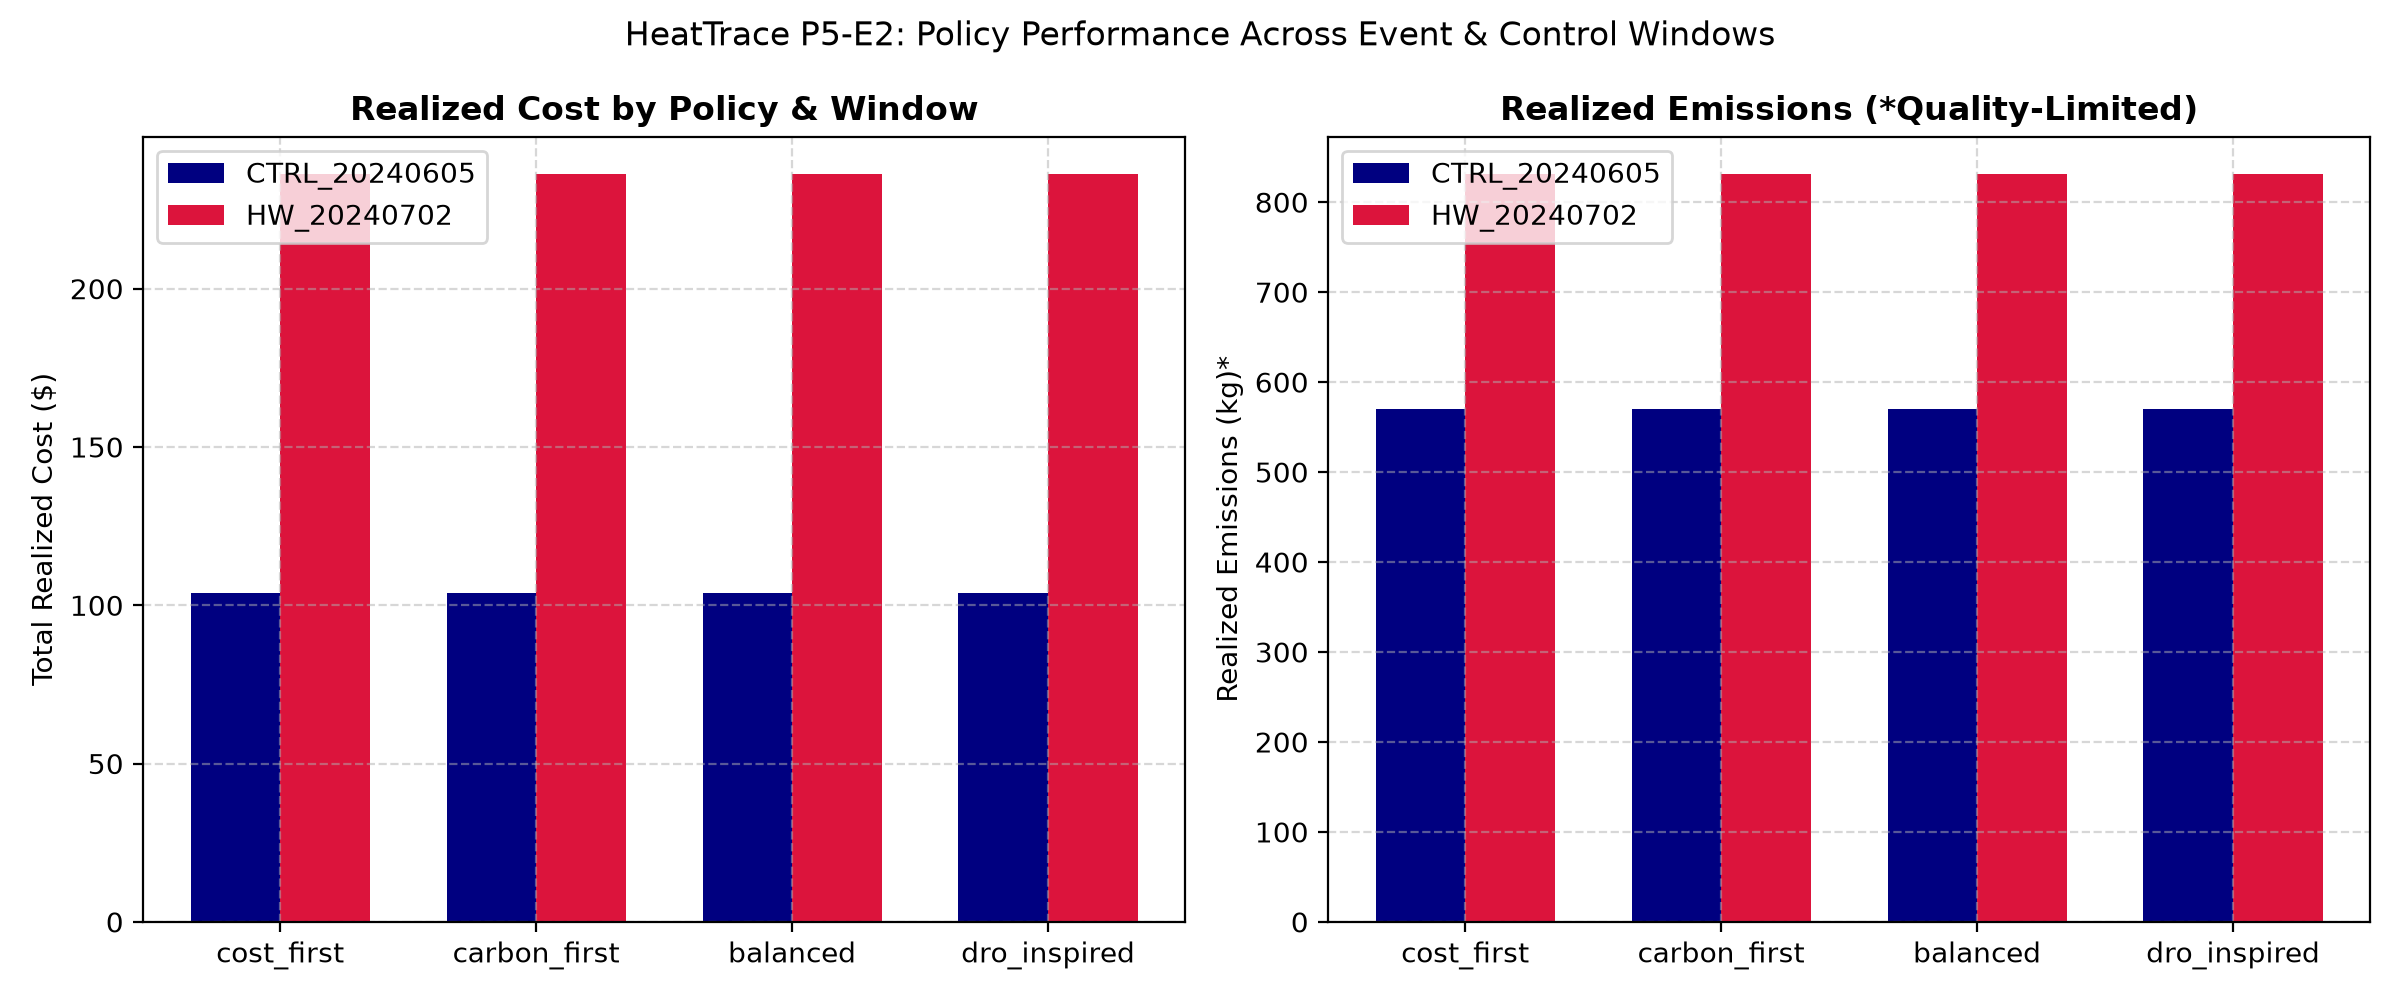 HeatTrace P5-E2: Policy Performance Across Event & Control Windows
Realized Cost by Policy & Window
CTRL_20240605
HW_20240702
Total Realized Cost ($)
200
150
100
50
0
cost_first
carbon_first
balanced
dro_inspired
Realized Emissions (*Quality-Limited)
CTRL_20240605
HW_20240702
Realized Emissions (kg)*
800
700
600
500
400
300
200
100
0
cost_first
carbon_first
balanced
dro_inspired